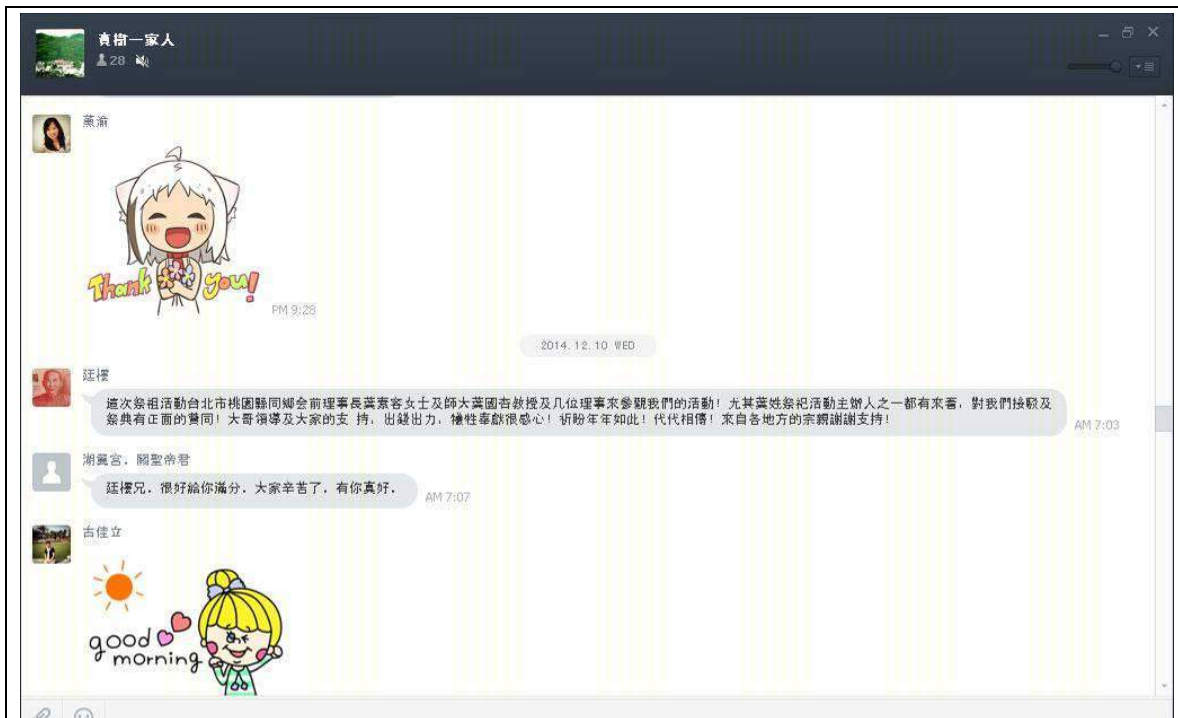 貴樹一家人
28
薰渝
Thank you!
PM 9:28
2014.12.10 WED
廷櫻
這次祭祖活動台北市桃園縣同鄉会前理事長葉素容女士及師大葉國杏教授及几位理事來參觀我們的活動！尤其葉姓祭祀活動主辦人之一都有來看，對我們接駁及
祭典有正面的贊同！大哥領導及大家的支 持，出錢出力，犧牲奉獻很感心！祈盼年年如此！代代相傳！來自各地方的宗親謝謝支持！
AM 7:03
宮．關聖帝君
廷櫻兄．很好給你滿分．大家辛苦了．有你真好．
AM 7:07
古佳立
good
morning